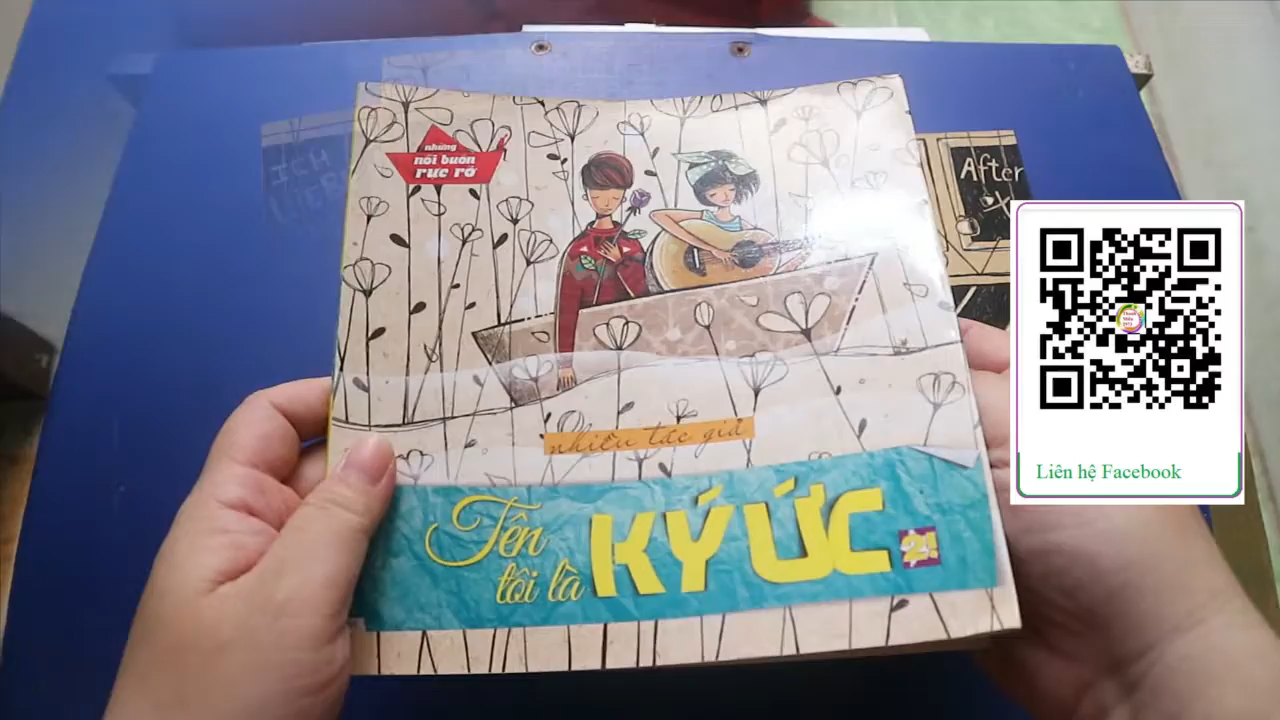 những
nỗi buồn
rực rỡ
nhiều tác giả
Tên
tôi là
KÝ ỨC
2!
After
Liên hệ Facebook